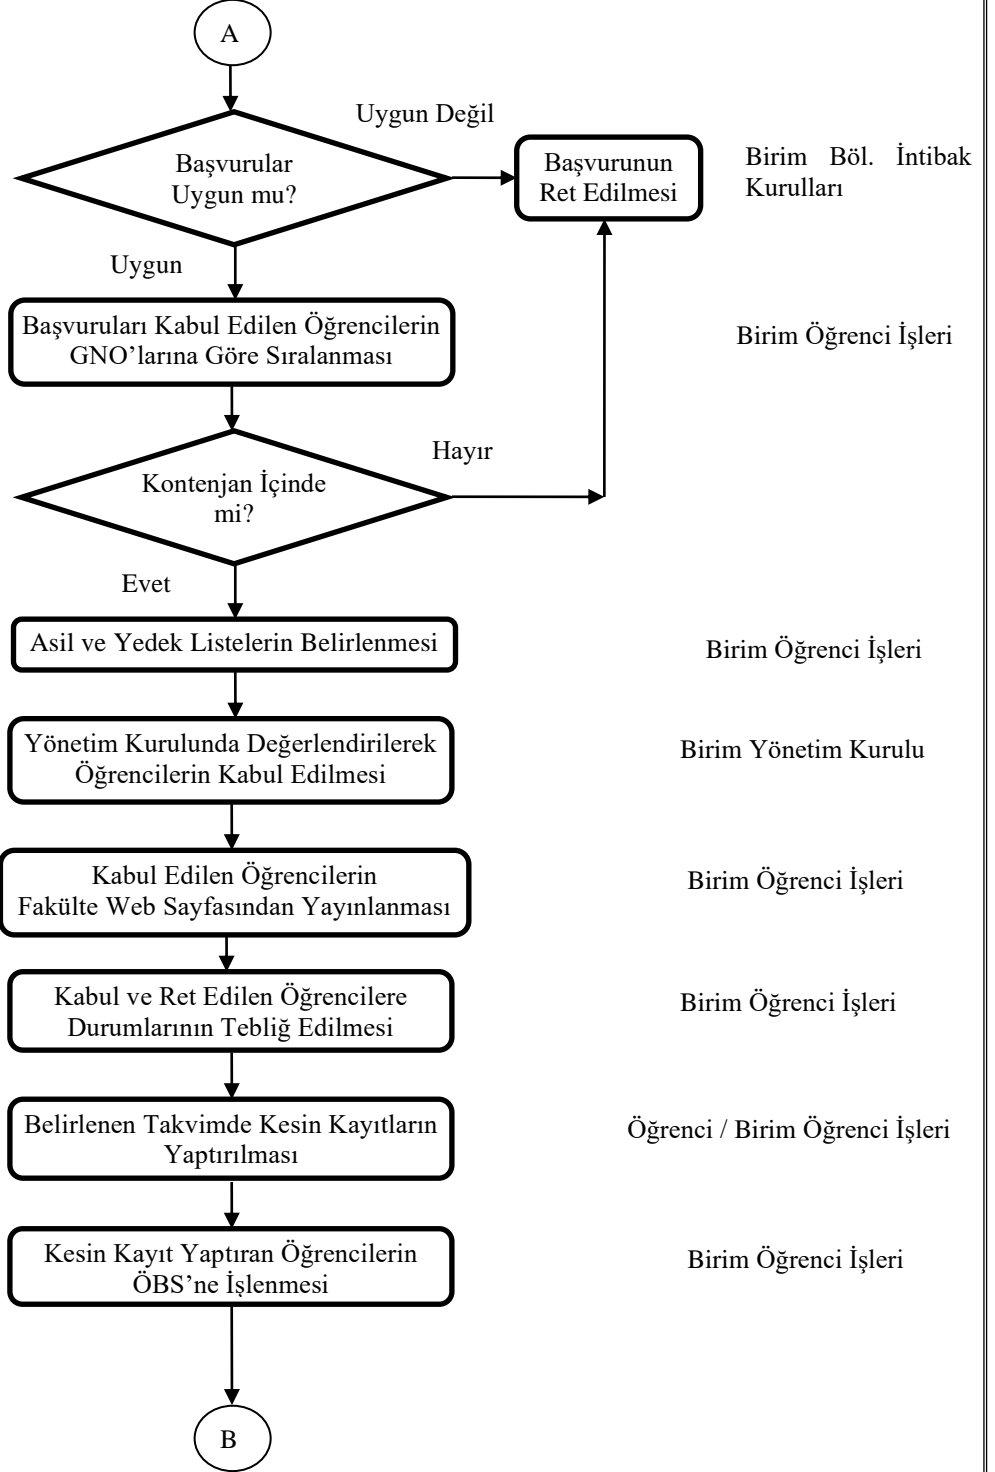 A
Uygun Değil
Başvurular
Uygun mu?
Başvurunun
Ret Edilmesi
Birim Böl. İntibak
Kurulları
Uygun
Başvuruları Kabul Edilen Öğrencilerin
GNO’larına Göre Sıralanması
Birim Öğrenci İşleri
Hayır
Kontenjan İçinde
mi?
Evet
Asil ve Yedek Listelerin Belirlenmesi
Birim Öğrenci İşleri
Yönetim Kurulunda Değerlendirilerek
Öğrencilerin Kabul Edilmesi
Birim Yönetim Kurulu
Kabul Edilen Öğrencilerin
Fakülte Web Sayfasından Yayınlanması
Birim Öğrenci İşleri
Kabul ve Ret Edilen Öğrencilere
Durumlarının Tebliğ Edilmesi
Birim Öğrenci İşleri
Belirlenen Takvimde Kesin Kayıtların
Yaptırılması
Öğrenci / Birim Öğrenci İşleri
Kesin Kayıt Yaptıran Öğrencilerin
ÖBS’ne İşlenmesi
Birim Öğrenci İşleri
B